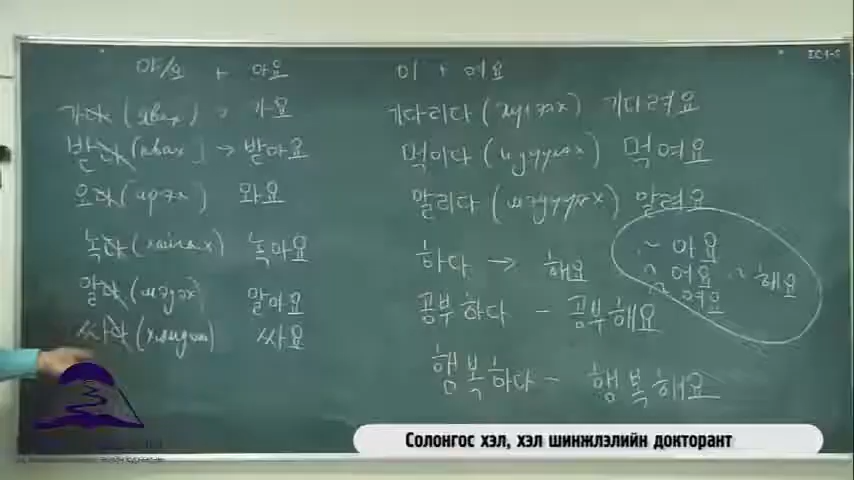 아/오 + 아요
가다 (явах) > 가요
받다 (авах) → 받아요
오다 (ирэх) 와요
녹다 (хайлах) 녹아요
알다 (мэдэх) 알아요
싸다 (хямдхан) 싸요
이 + 여요
기다리다 (хүлээх) 기다려요
먹이다 (идүүлэх) 먹여요
알리다 (мэдүүлэх) 알려요
하다 → 해요
공부하다 - 공부해요
행복하다 - 행복해요
~ 아요
~ 어요 ~ 해요
~ 여요
Солонгос хэл, хэл шинжлэлийн докторант